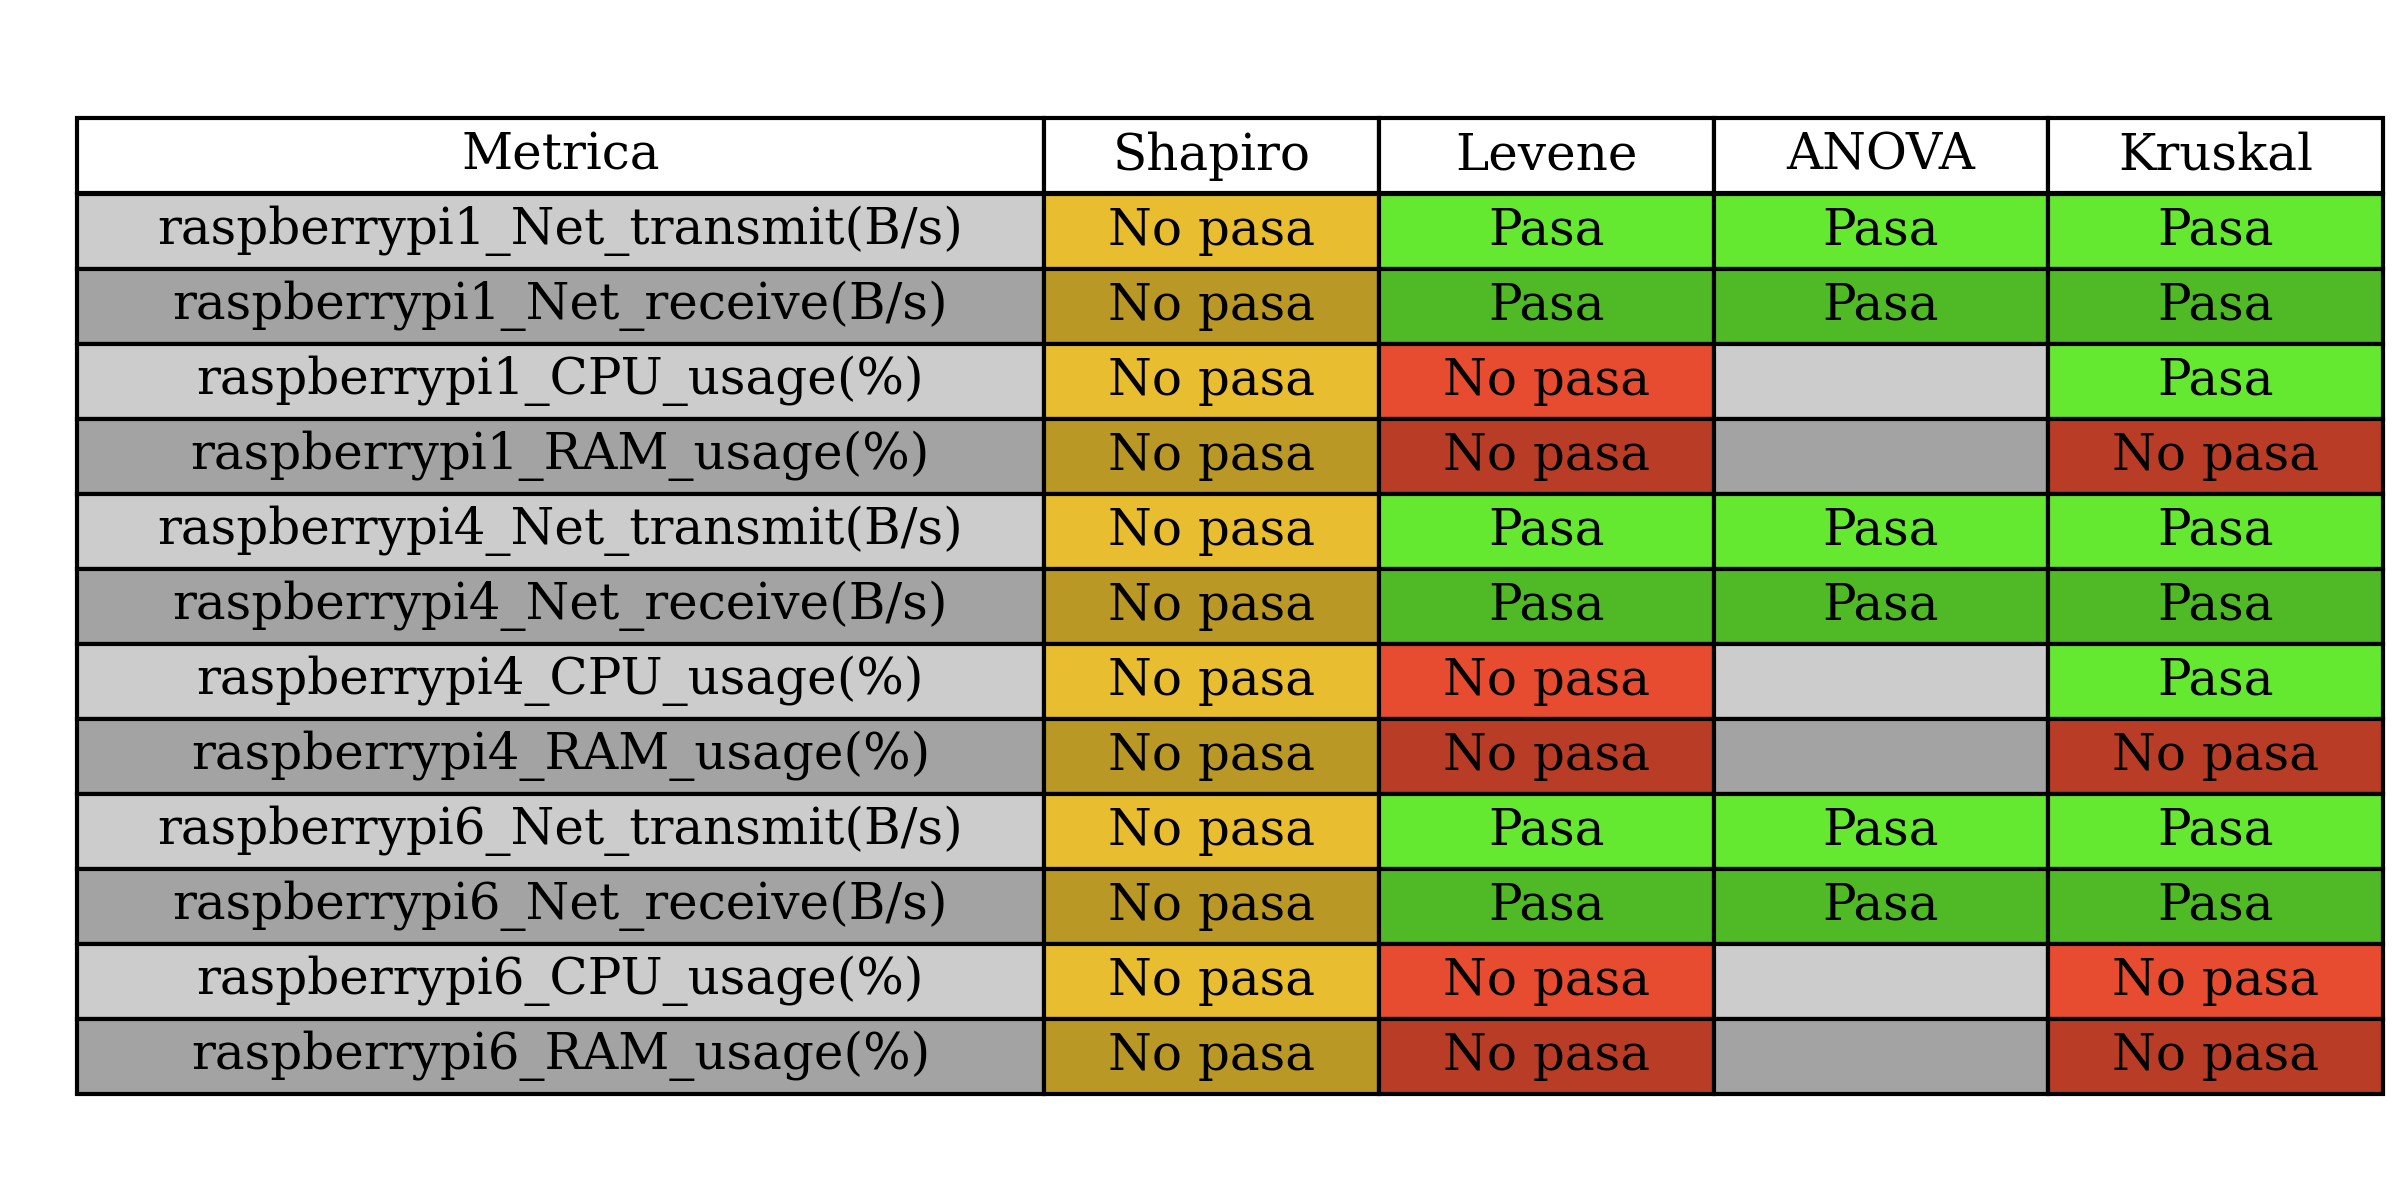 Metrica Shapiro Levene ANOVA Kruskal
raspberrypi1_Net_transmit(B/s) No pasa Pasa Pasa Pasa
raspberrypi1_Net_receive(B/s) No pasa Pasa Pasa Pasa
raspberrypi1_CPU_usage(%) No pasa No pasa Pasa
raspberrypi1_RAM_usage(%) No pasa No pasa No pasa
raspberrypi4_Net_transmit(B/s) No pasa Pasa Pasa Pasa
raspberrypi4_Net_receive(B/s) No pasa Pasa Pasa Pasa
raspberrypi4_CPU_usage(%) No pasa No pasa Pasa
raspberrypi4_RAM_usage(%) No pasa No pasa No pasa
raspberrypi6_Net_transmit(B/s) No pasa Pasa Pasa Pasa
raspberrypi6_Net_receive(B/s) No pasa Pasa Pasa Pasa
raspberrypi6_CPU_usage(%) No pasa No pasa No pasa
raspberrypi6_RAM_usage(%) No pasa No pasa No pasa